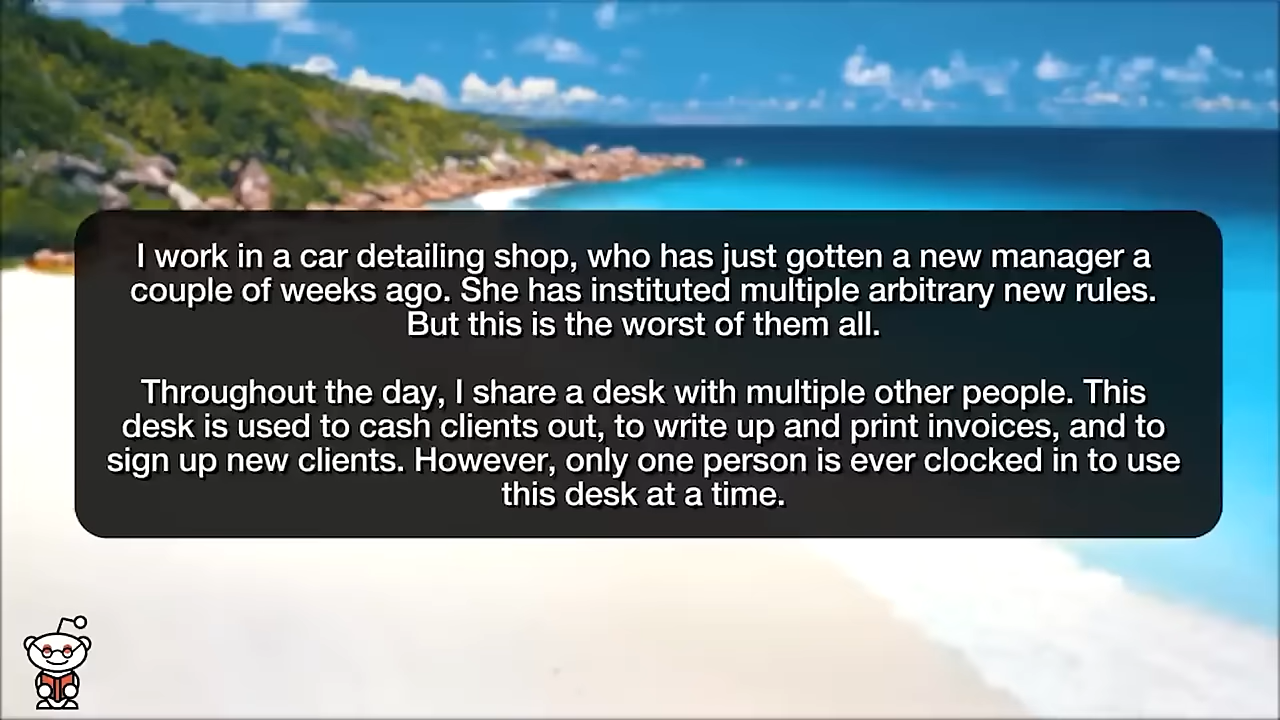 I work in a car detailing shop, who has just gotten a new manager a
couple of weeks ago. She has instituted multiple arbitrary new rules.
But this is the worst of them all.
Throughout the day, I share a desk with multiple other people. This
desk is used to cash clients out, to write up and print invoices, and to
sign up new clients. However, only one person is ever clocked in to use
this desk at a time.